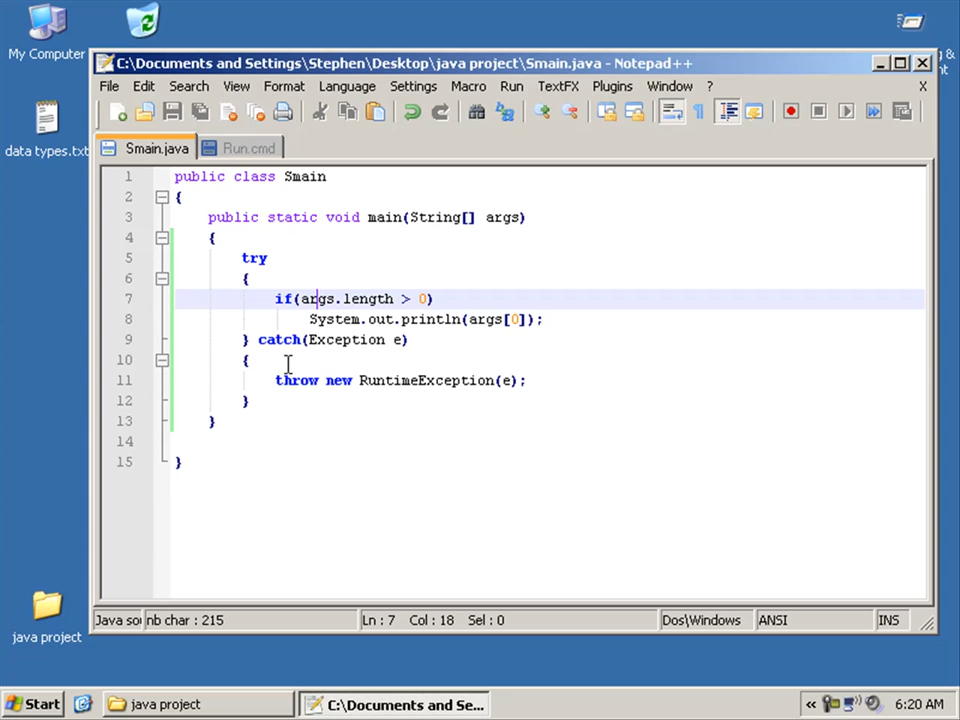 My Computer
data types.txt
java project
C:\Documents and Settings\Stephen\Desktop\java project\Smain.java - Notepad++
File Edit Search View Format Language Settings Macro Run TextFX Plugins Window ? X
Smain.java Run.cmd
1 public class Smain
2 {
3 public static void main(String[] args)
4 {
5 try
6 {
7 if(args.length > 0)
8 System.out.println(args[0]);
9 } catch(Exception e)
10 {
11 throw new RuntimeException(e);
12 }
13 }
14
15 }
Java sou nb char : 215 Ln : 7 Col : 18 Sel : 0 Dos\Windows ANSI INS
Start java project C:\Documents and Se... « 6:20 AM